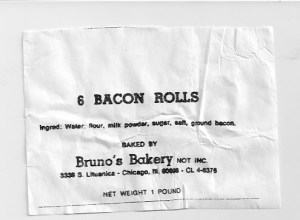 6 BACON ROLLS
Ingred: Water, flour, milk powder, sugar, salt, ground bacon.
BAKED BY
Bruno's Bakery NOT INC.
3338 S. Lituanica - Chicago, Ill. 60608 - CL 4-6376
NET WEIGHT 1 POUND